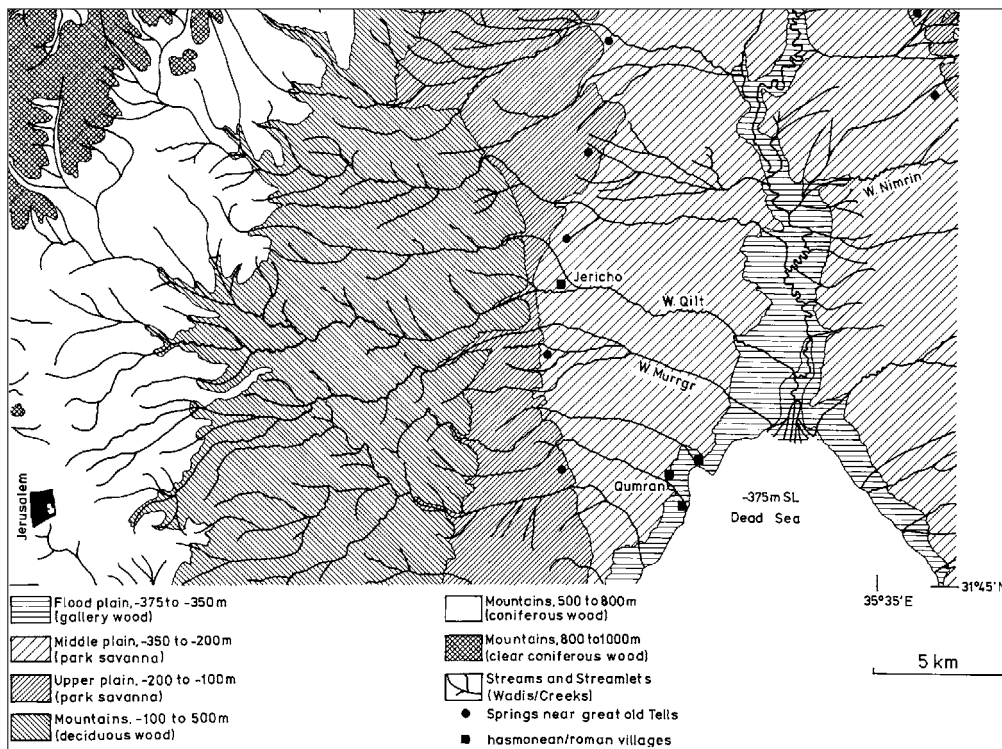 W. Nimrin
Jericho
W. Qilt
W. Murrgr
Qumran
-375m SL
Dead Sea
Jerusalem
31°45'N
35°35'E
Flood plain, -375 to -350m
(gallery wood)
Middle plain, -350 to -200m
(park savanna)
Upper plain, -200 to -100m
(park savanna)
Mountains, -100 to 500m
(deciduous wood)
Mountains, 500 to 800m
(coniferous wood)
Mountains, 800 to 1000m
(clear coniferous wood)
Streams and Streamlets
(Wadis/Creeks)
Springs near great old Tells
hasmonean/roman villages
5 km